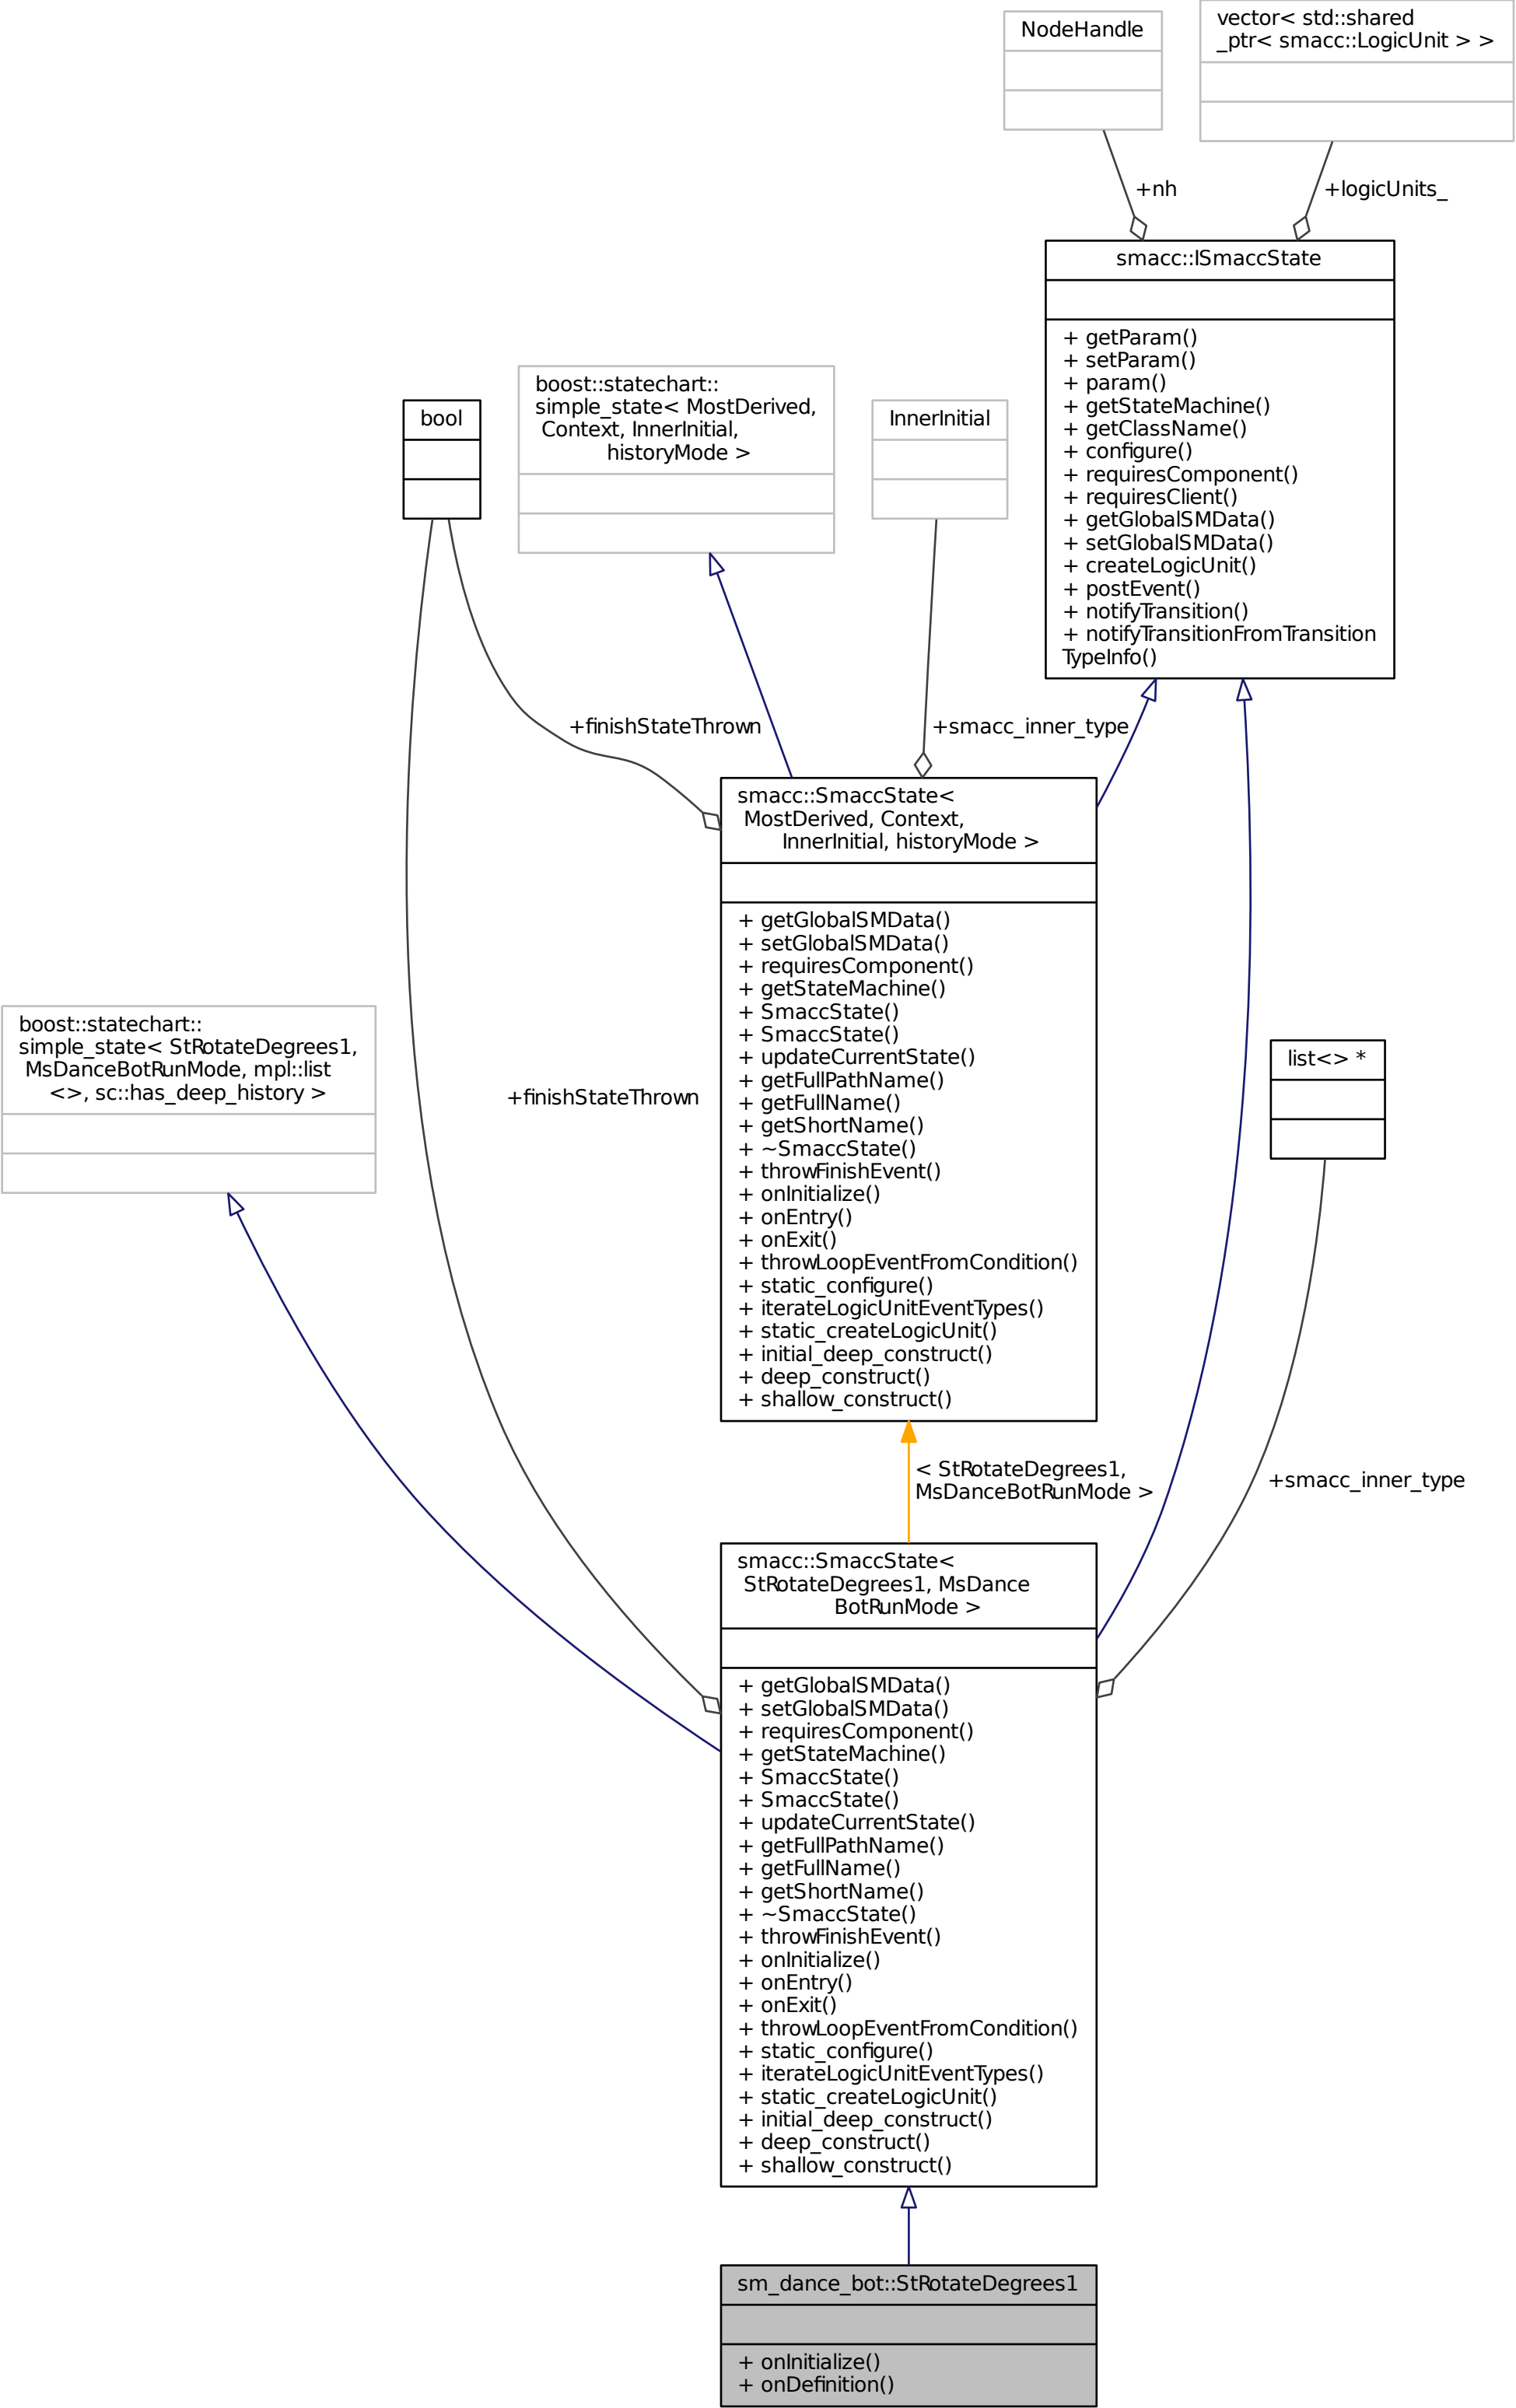 NodeHandle
vector< std::shared
_ptr< smacc::LogicUnit > >
+nh
+logicUnits_
smacc::ISmaccState
+ getParam()
+ setParam()
+ param()
+ getStateMachine()
+ getClassName()
+ configure()
+ requiresComponent()
+ requiresClient()
+ getGlobalSMData()
+ setGlobalSMData()
+ createLogicUnit()
+ postEvent()
+ notifyTransition()
+ notifyTransitionFromTransition
TypeInfo()
bool
boost::statechart::
simple_state< MostDerived,
Context, InnerInitial,
historyMode >
InnerInitial
+finishStateThrown
+smacc_inner_type
smacc::SmaccState<
MostDerived, Context,
InnerInitial, historyMode >
+ getGlobalSMData()
+ setGlobalSMData()
+ requiresComponent()
+ getStateMachine()
+ SmaccState()
+ SmaccState()
+ updateCurrentState()
+ getFullPathName()
+ getFullName()
+ getShortName()
+ ~SmaccState()
+ throwFinishEvent()
+ onInitialize()
+ onEntry()
+ onExit()
+ throwLoopEventFromCondition()
+ static_configure()
+ iterateLogicUnitEventTypes()
+ static_createLogicUnit()
+ initial_deep_construct()
+ deep_construct()
+ shallow_construct()
boost::statechart::
simple_state< StRotateDegrees1,
MsDanceBotRunMode, mpl::list
<>, sc::has_deep_history >
+finishStateThrown
list<> *
< StRotateDegrees1,
MsDanceBotRunMode >
+smacc_inner_type
smacc::SmaccState<
StRotateDegrees1, MsDance
BotRunMode >
+ getGlobalSMData()
+ setGlobalSMData()
+ requiresComponent()
+ getStateMachine()
+ SmaccState()
+ SmaccState()
+ updateCurrentState()
+ getFullPathName()
+ getFullName()
+ getShortName()
+ ~SmaccState()
+ throwFinishEvent()
+ onInitialize()
+ onEntry()
+ onExit()
+ throwLoopEventFromCondition()
+ static_configure()
+ iterateLogicUnitEventTypes()
+ static_createLogicUnit()
+ initial_deep_construct()
+ deep_construct()
+ shallow_construct()
sm_dance_bot::StRotateDegrees1
+ onInitialize()
+ onDefinition()